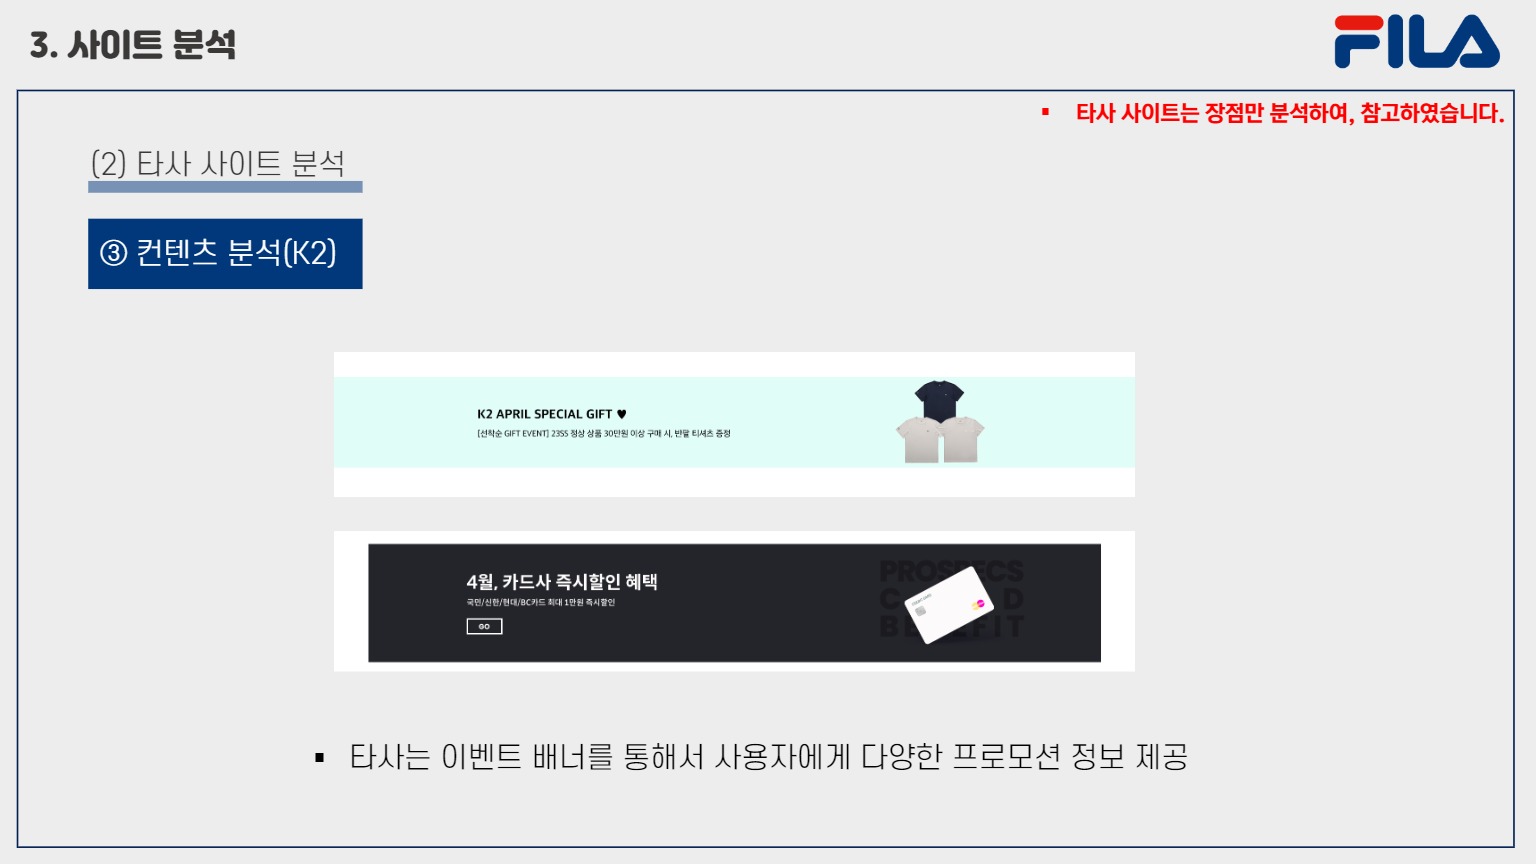 3. 사이트 분석
FILA
▪ 타사 사이트는 장점만 분석하여, 참고하였습니다.
(2) 타사 사이트 분석
③ 컨텐츠 분석(K2)
K2 APRIL SPECIAL GIFT ♥
[선착순 GIFT EVENT] 23SS 정상 상품 30만원 이상 구매 시, 반팔 티셔츠 증정
4월, 카드사 즉시할인 혜택
국민/신한/현대/BC카드 최대 1만원 즉시할인
GO
▪ 타사는 이벤트 배너를 통해서 사용자에게 다양한 프로모션 정보 제공